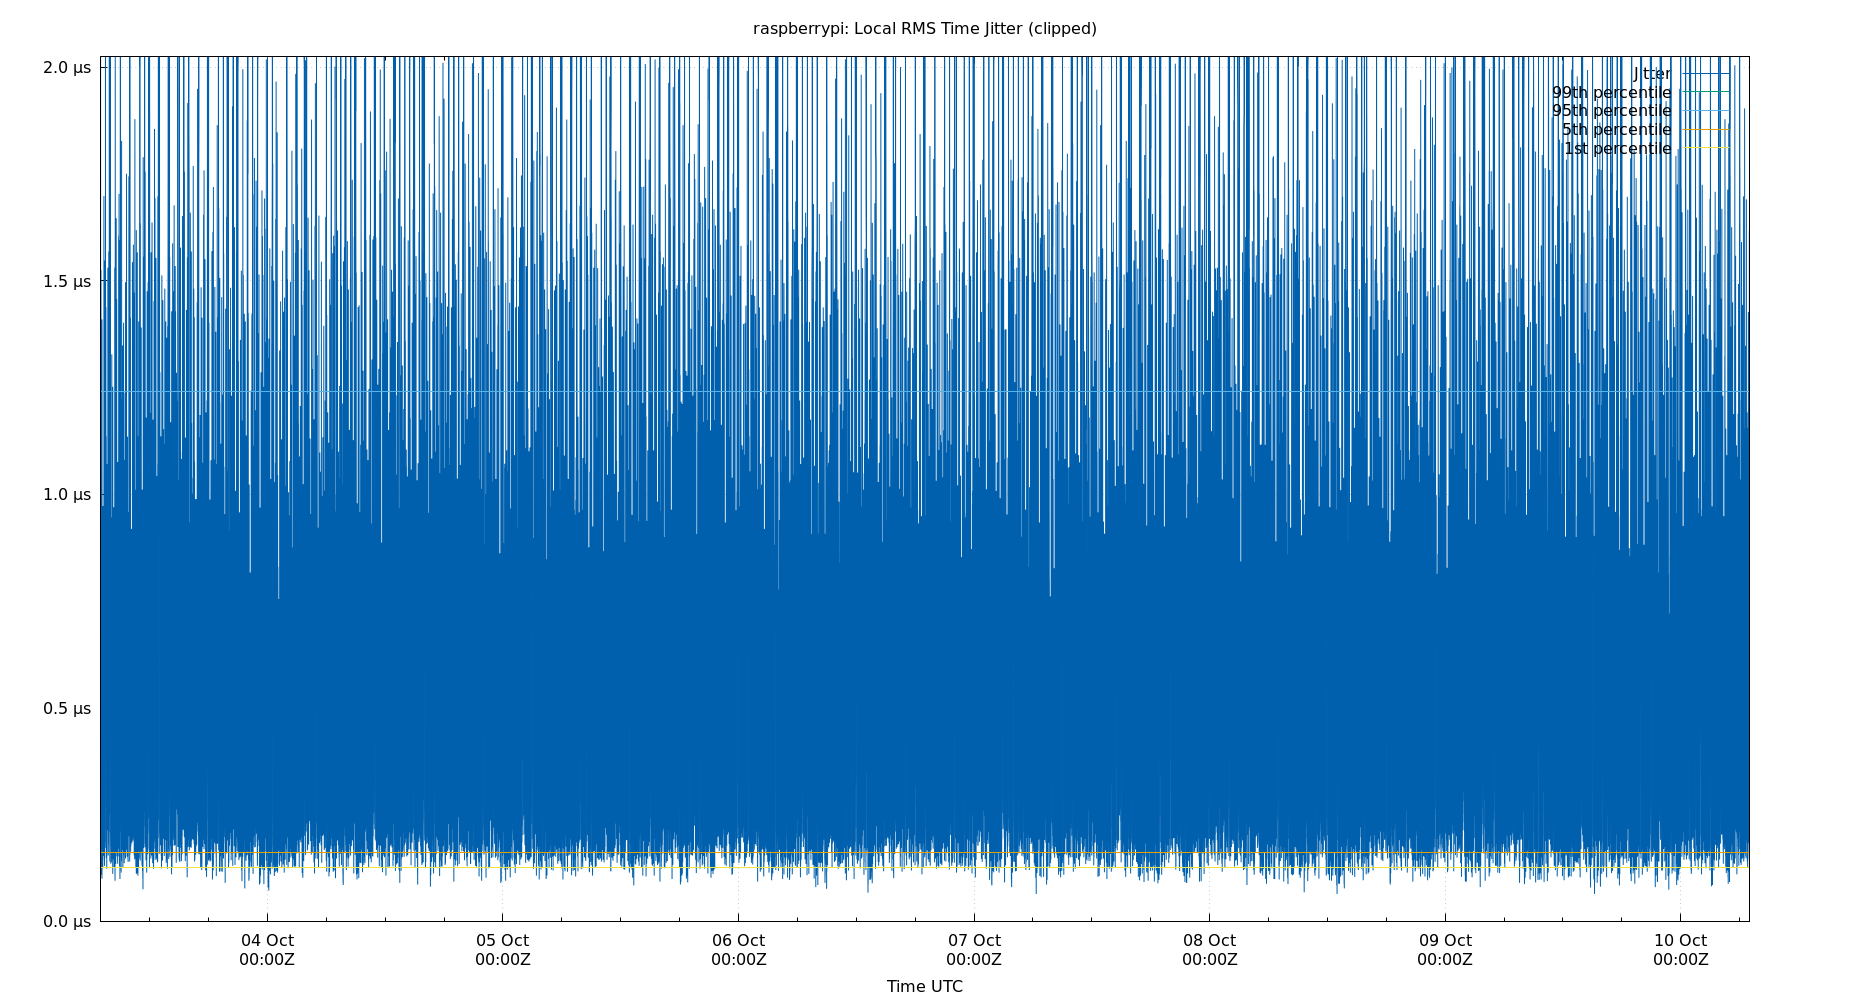 raspberrypi: Local RMS Time Jitter (clipped)
2.0 µs
1.5 µs
1.0 µs
0.5 µs
0.0 µs
Jitter
99th percentile
95th percentile
5th percentile
1st percentile
04 Oct
00:00Z
05 Oct
00:00Z
06 Oct
00:00Z
07 Oct
00:00Z
08 Oct
00:00Z
09 Oct
00:00Z
10 Oct
00:00Z
Time UTC